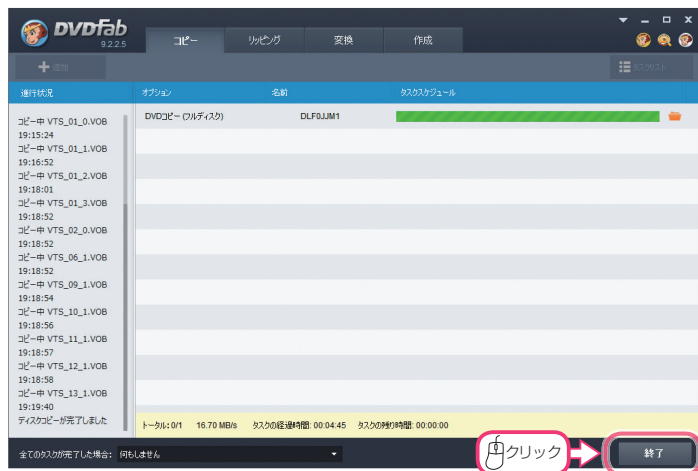 DVDFab
9.2.2.5
コピー
リッピング
変換
作成
追加
タスクリスト
進行状況
オプション
名前
タスクスケジュール
コピー中 VTS_01_0.VOB
19:15:24
コピー中 VTS_01_1.VOB
19:16:52
コピー中 VTS_01_2.VOB
19:18:01
コピー中 VTS_01_3.VOB
19:18:52
コピー中 VTS_02_0.VOB
19:18:52
コピー中 VTS_06_1.VOB
19:18:52
コピー中 VTS_09_1.VOB
19:18:54
コピー中 VTS_10_1.VOB
19:18:56
コピー中 VTS_11_1.VOB
19:18:57
コピー中 VTS_12_1.VOB
19:18:58
コピー中 VTS_13_1.VOB
19:19:40
ディスクコピーが完了しました
DVDコピー (フルディスク)
DLF0JJM1
トータル: 0/1 16.70 MB/s タスクの経過時間: 00:04:45 タスクの残り時間: 00:00:00
全てのタスクが完了した場合: 何もしません
クリック
終了